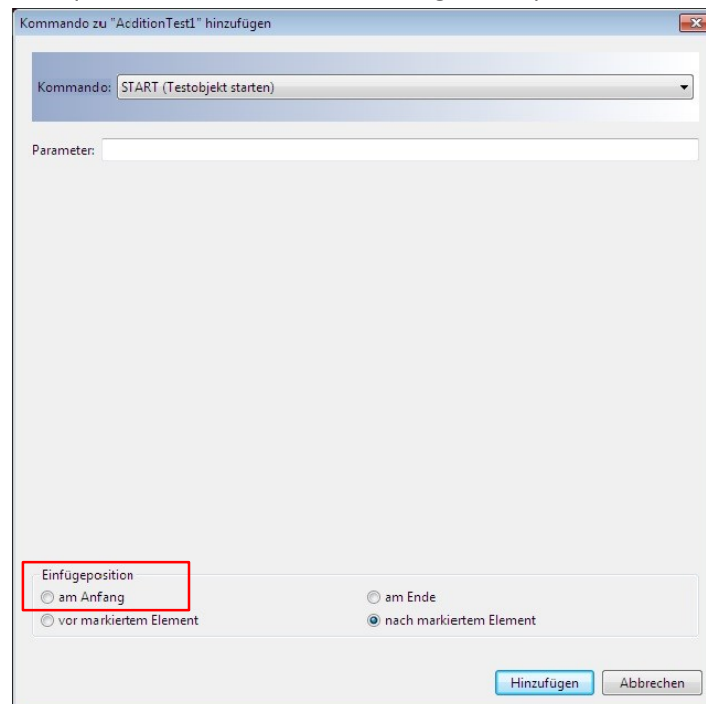 Kommando zu "AcditionTest1" hinzufügen
Kommando: START (Testobjekt starten)
Parameter:
Einfügeposition
am Anfang
am Ende
vor markiertem Element
nach markiertem Element
Hinzufügen Abbrechen